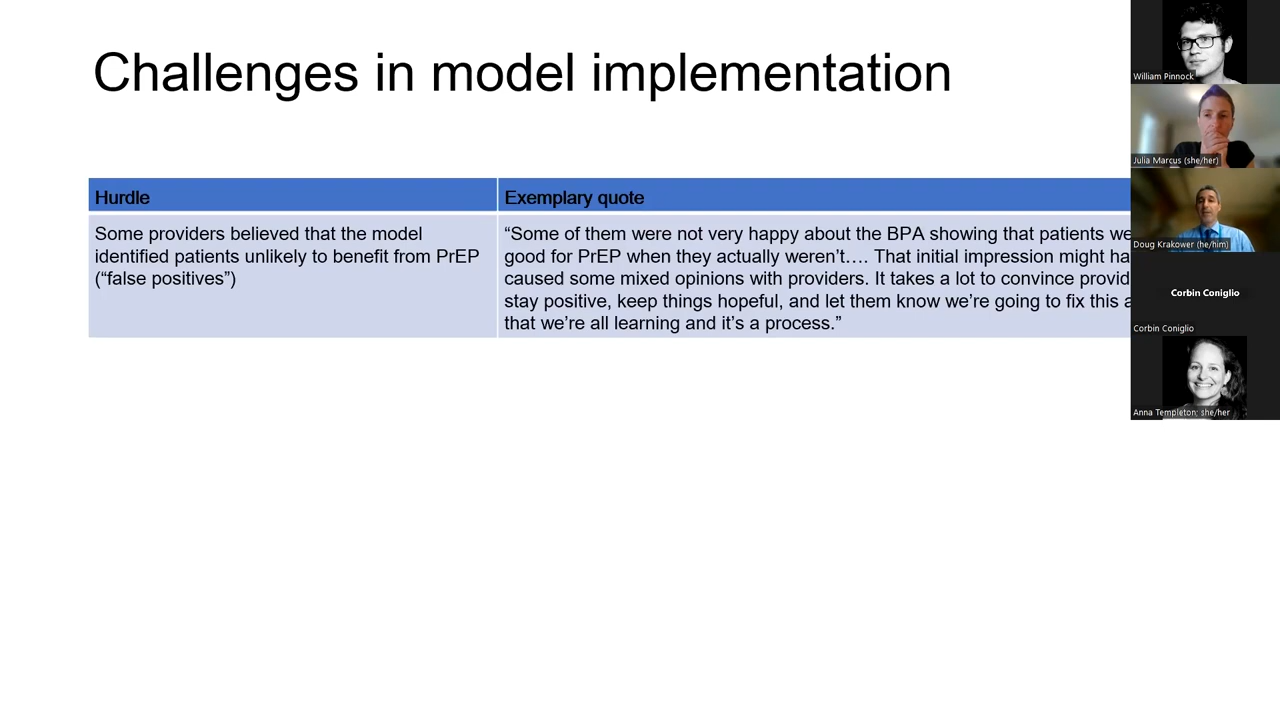 Challenges in model implementation
Hurdle
Exemplary quote
Some providers believed that the model
identified patients unlikely to benefit from PrEP
(“false positives”)
“Some of them were not very happy about the BPA showing that patients we
good for PrEP when they actually weren’t…. That initial impression might ha
caused some mixed opinions with providers. It takes a lot to convince provid
stay positive, keep things hopeful, and let them know we’re going to fix this a
that we’re all learning and it’s a process.”
William Pinnock
Julia Marcus (she/her)
Doug Krakower (he/him)
Corbin Coniglio
Corbin Coniglio
Anna Templeton; she/her